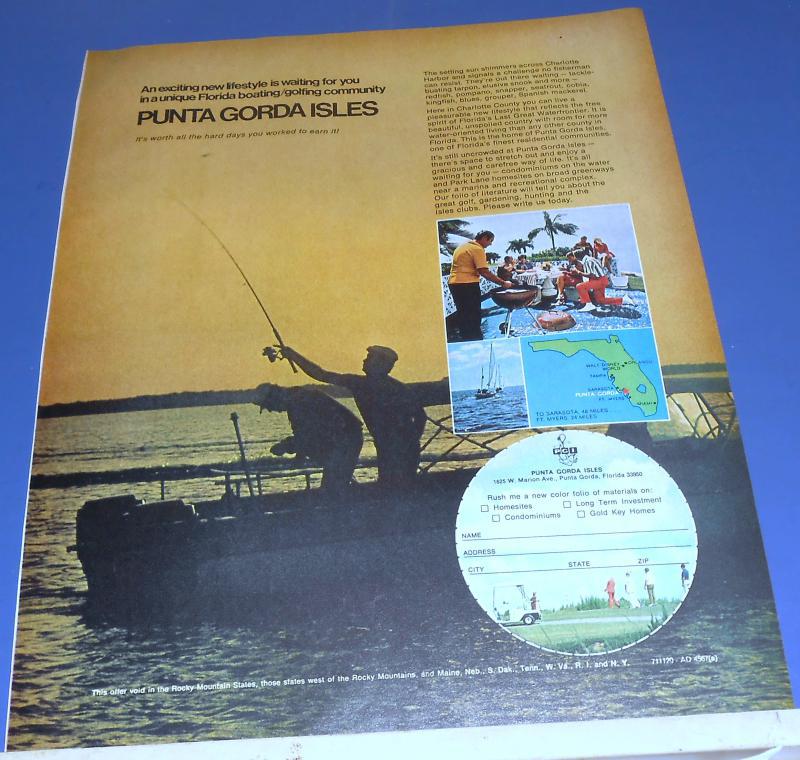 An exciting new lifestyle is waiting for you
in a unique Florida boating/golfing community
PUNTA GORDA ISLES
It's worth all the hard days you worked to earn it!
The setting sun shimmers across Charlotte
Harbor and signals a challenge no fisherman
can resist. They're out there waiting — tackle-
busting tarpon, elusive snook and more —
redfish, pompano, snapper, seatrout, cobia,
kingfish, blues, grouper, Spanish mackerel.
Here in Charlotte County you can live a
pleasurable new lifestyle that reflects the free
spirit of Florida's Last Great Waterfrontier. It is
beautiful, unspoiled country with room for more
water-oriented living than any other county in
Florida. This is the home of Punta Gorda Isles,
one of Florida's finest residential communities.
It's still uncrowded at Punta Gorda Isles —
there's space to stretch out and enjoy a
gracious and carefree way of life. It's all
waiting for you — condominiums on the water
and Park Lane homesites on broad greenways
near a marina and recreational complex.
Our folio of literature will tell you about the
great golf, gardening, hunting and the
Isles clubs. Please write us today.
WALT DISNEY
WORLD
ORLANDO
TAMPA
SARASOTA
PUNTA GORDA
FT. MYERS
MIAMI
TO SARASOTA, 48 MILES
FT. MYERS, 24 MILES
PGI
PUNTA GORDA ISLES
1625 W. Marion Ave., Punta Gorda, Florida 33950
Rush me a new color folio of materials on:
Homesites Long Term Investment
Condominiums Gold Key Homes
NAME
ADDRESS
CITY STATE ZIP
This offer void in the Rocky Mountain States, those states west of the Rocky Mountains, and Maine, Neb., S. Dak., Tenn., W. Va., R. I. and N. Y. 711120 - AD 4567(a)